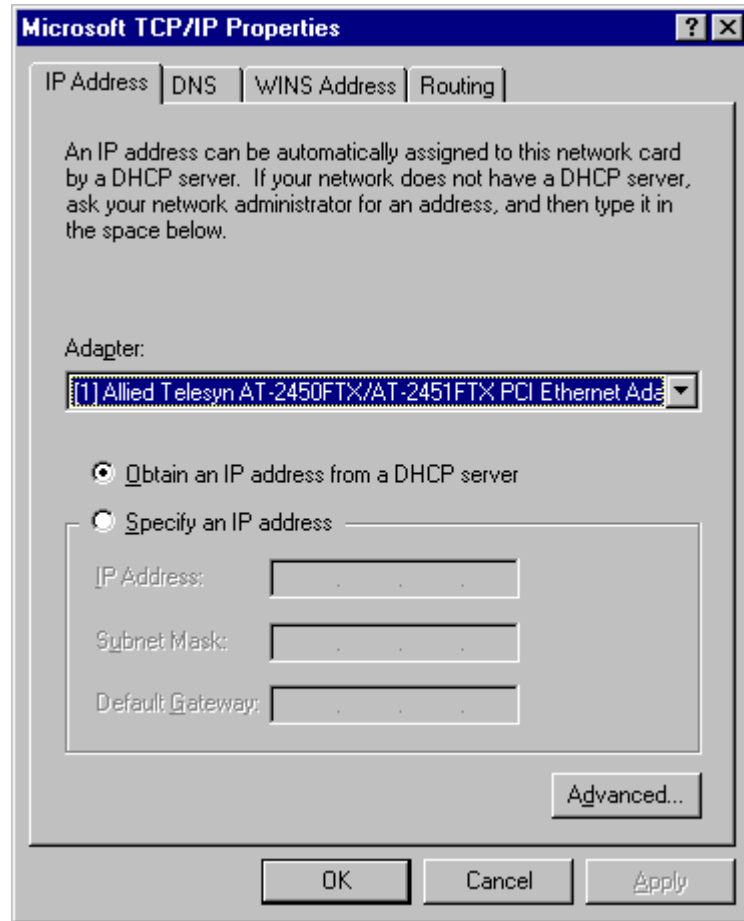 Microsoft TCP/IP Properties
IP Address DNS WINS Address Routing
An IP address can be automatically assigned to this network card
by a DHCP server. If your network does not have a DHCP server,
ask your network administrator for an address, and then type it in
the space below.
Adapter:
[1] Allied Telesyn AT-2450FTX/AT-2451FTX PCI Ethernet Ada
Obtain an IP address from a DHCP server
Specify an IP address
IP Address: . . .
Subnet Mask: . . .
Default Gateway: . . .
Advanced...
OK Cancel Apply